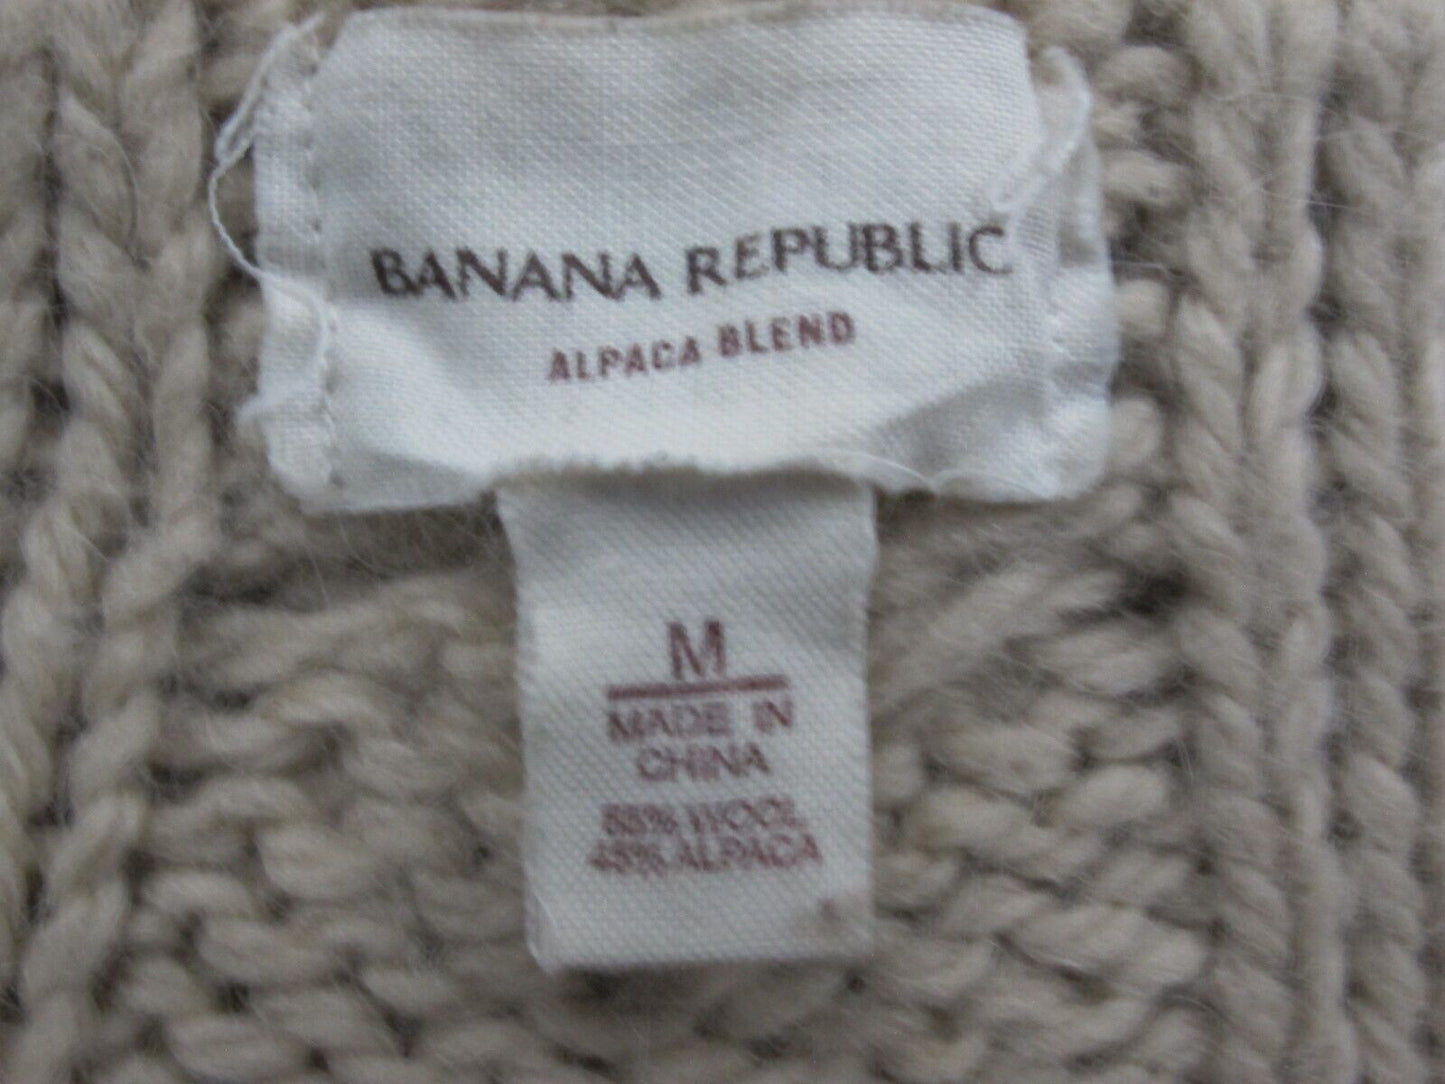 BANANA REPUBLIC
ALPACA BLEND
M
MADE IN
CHINA
55% WOOL
45% ALPACA